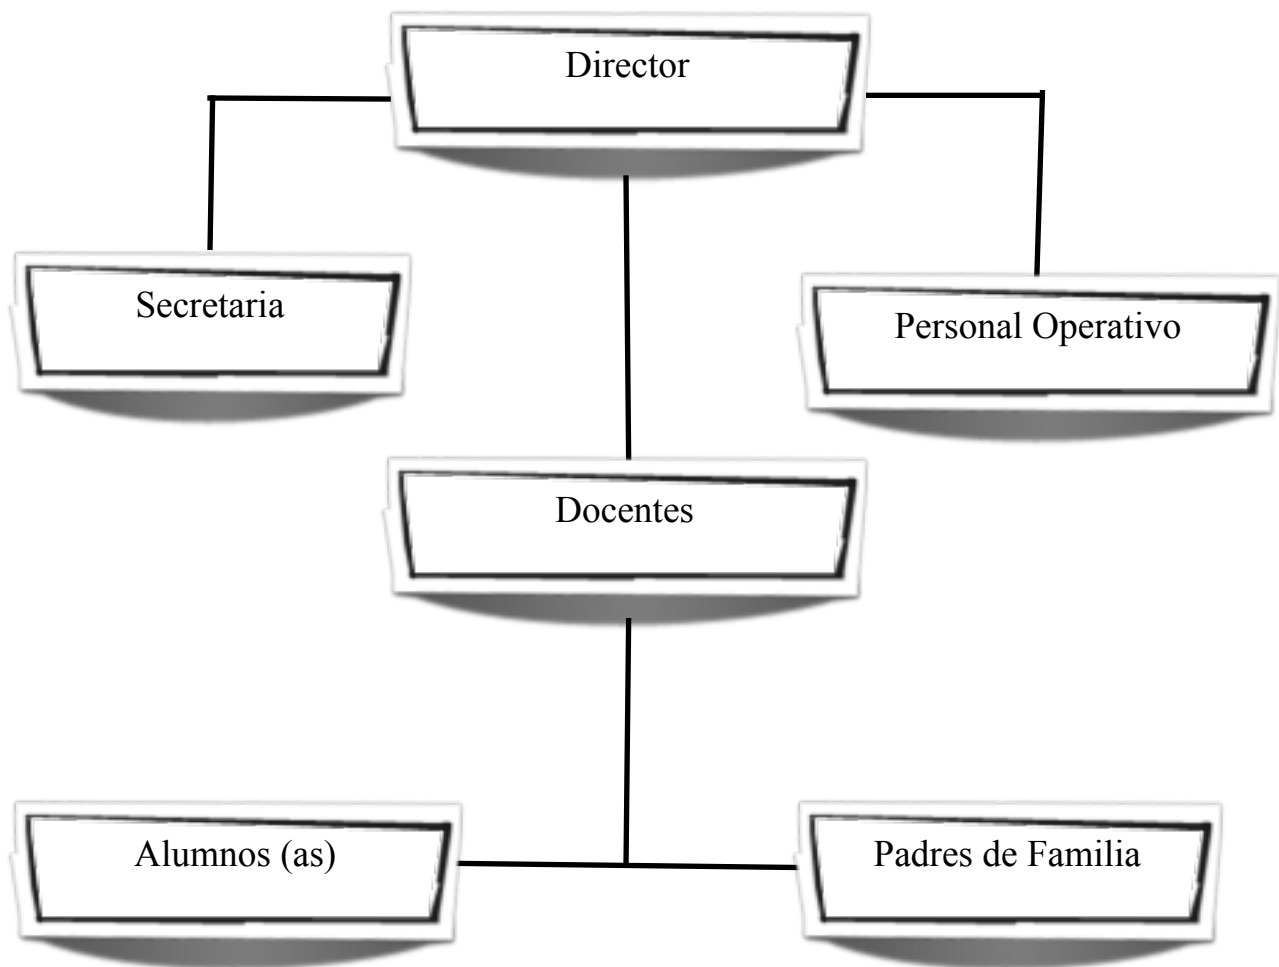 Director
Secretaria
Personal Operativo
Docentes
Alumnos (as)
Padres de Familia